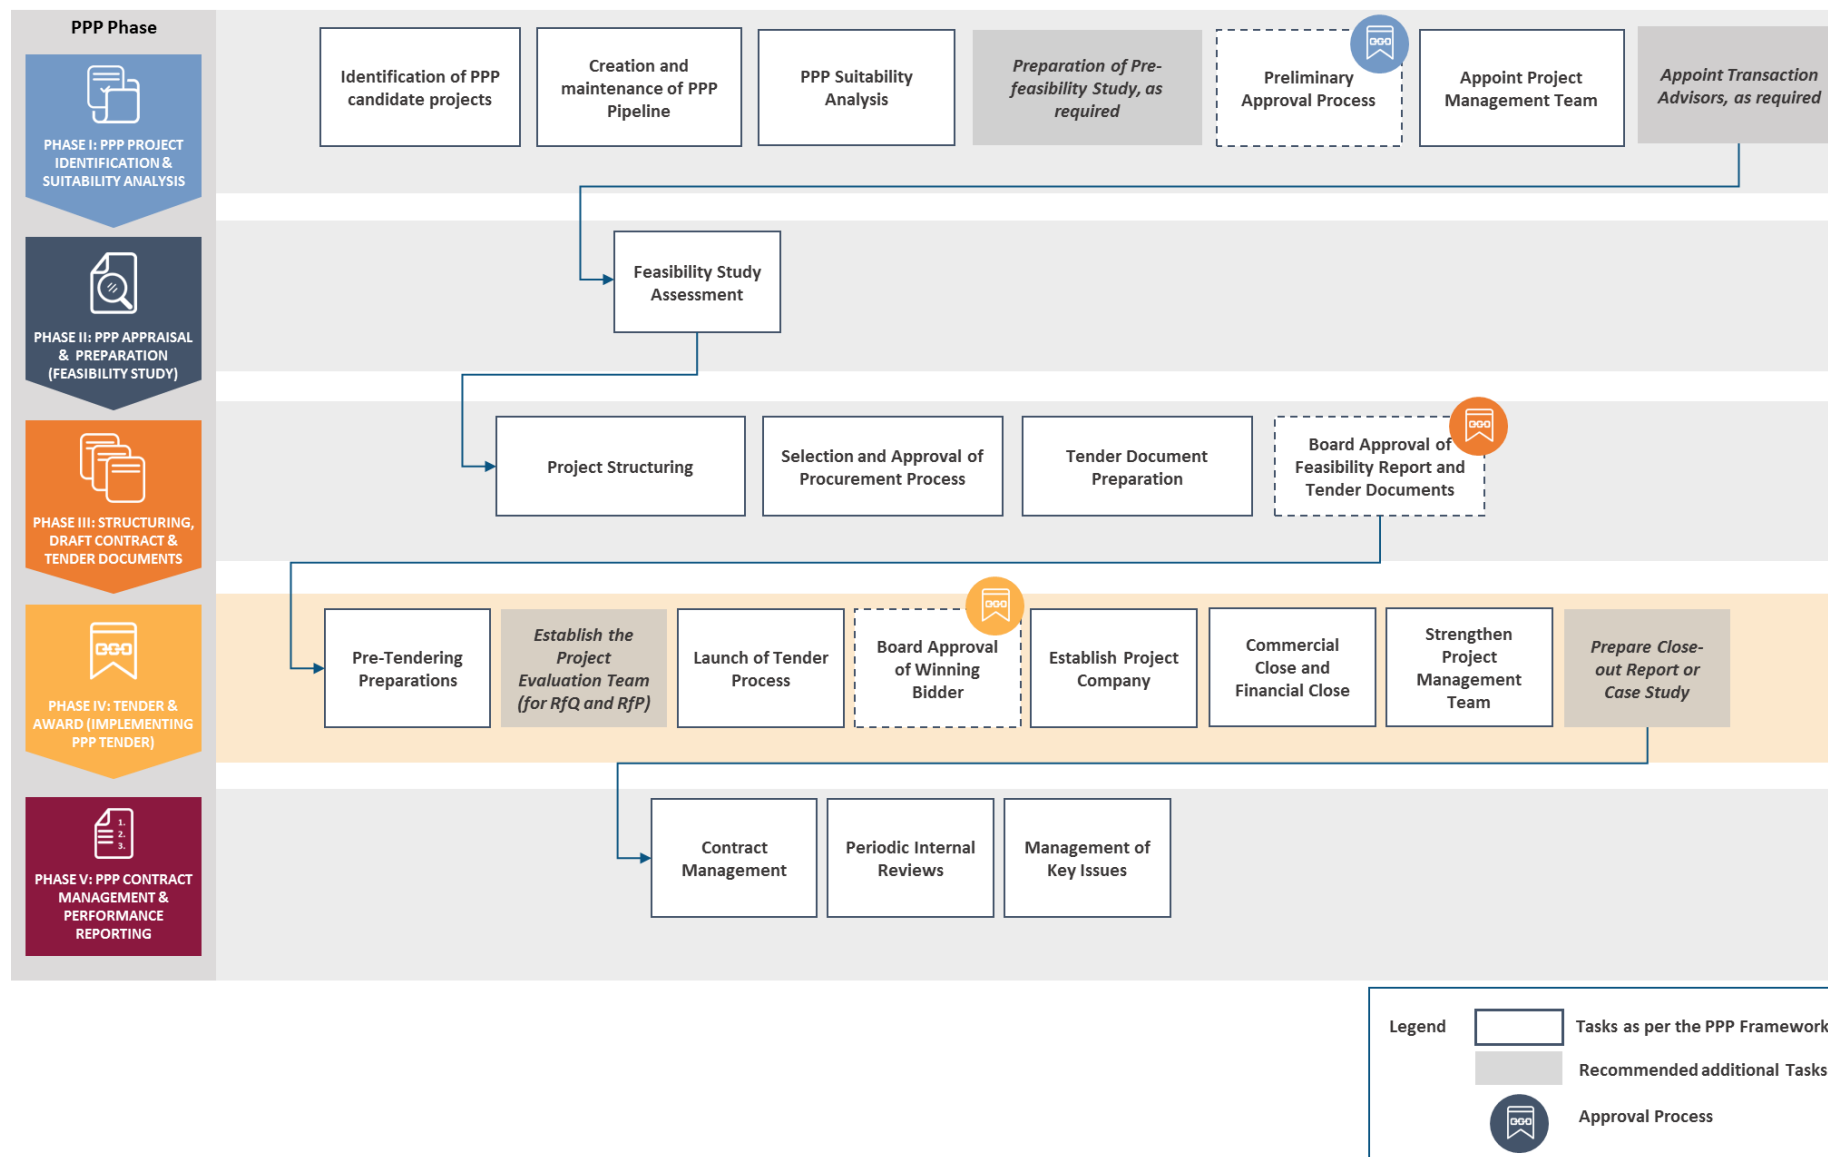 PPP Phase
PHASE I: PPP PROJECT
IDENTIFICATION &
SUITABILITY ANALYSIS
Identification of PPP
candidate projects
Creation and
maintenance of PPP
Pipeline
PPP Suitability
Analysis
Preparation of Pre-
feasibility Study, as
required
Preliminary
Approval Process
Appoint Project
Management Team
Appoint Transaction
Advisors, as required
PHASE II: PPP APPRAISAL
& PREPARATION
(FEASIBILITY STUDY)
Feasibility Study
Assessment
PHASE III: STRUCTURING,
DRAFT CONTRACT &
TENDER DOCUMENTS
Project Structuring
Selection and Approval of
Procurement Process
Tender Document
Preparation
Board Approval of
Feasibility Report and
Tender Documents
PHASE IV: TENDER &
AWARD (IMPLEMENTING
PPP TENDER)
Pre-Tendering
Preparations
Establish the
Project
Evaluation Team
(for RfQ and RfP)
Launch of Tender
Process
Board Approval
of Winning
Bidder
Establish Project
Company
Commercial
Close and
Financial Close
Strengthen
Project
Management
Team
Prepare Close-
out Report or
Case Study
1.
2.
3.
PHASE V: PPP CONTRACT
MANAGEMENT &
PERFORMANCE
REPORTING
Contract
Management
Periodic Internal
Reviews
Management of
Key Issues
Legend
Tasks as per the PPP Framework
Recommended additional Tasks
Approval Process